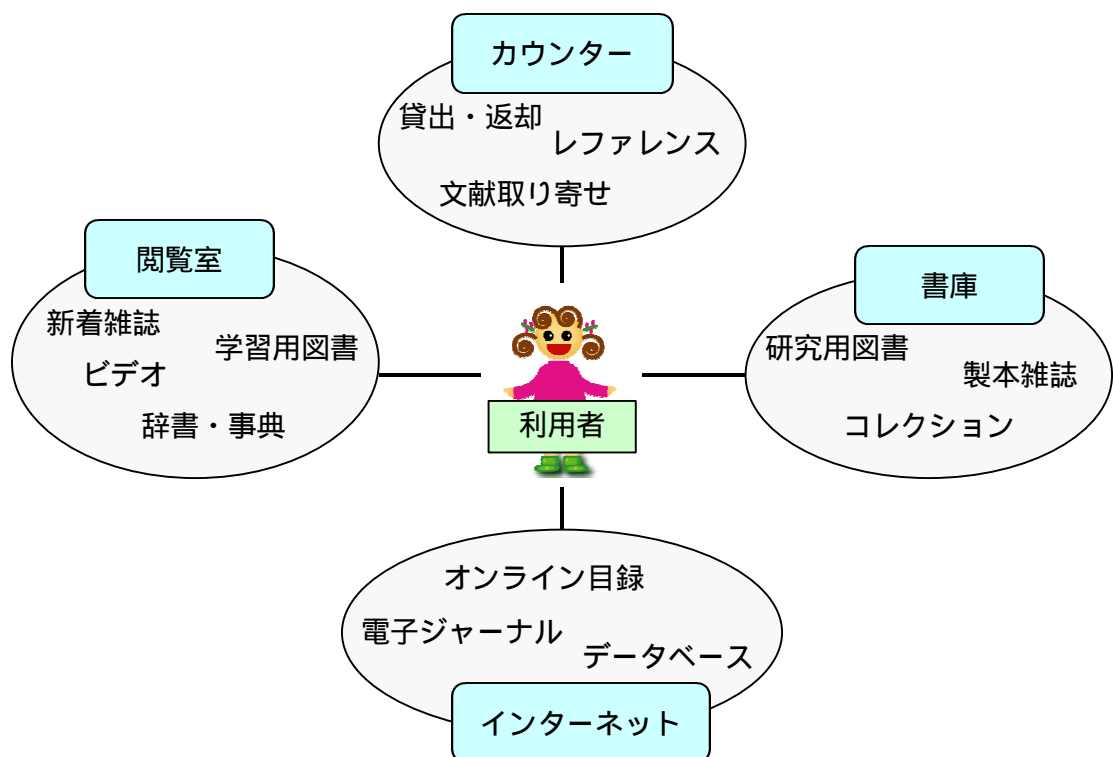 カウンター
貸出・返却
レファレンス
文献取り寄せ
閲覧室
新着雑誌
学習用図書
ビデオ
辞書・事典
書庫
研究用図書
製本雑誌
コレクション
利用者
オンライン目録
電子ジャーナル
データベース
インターネット